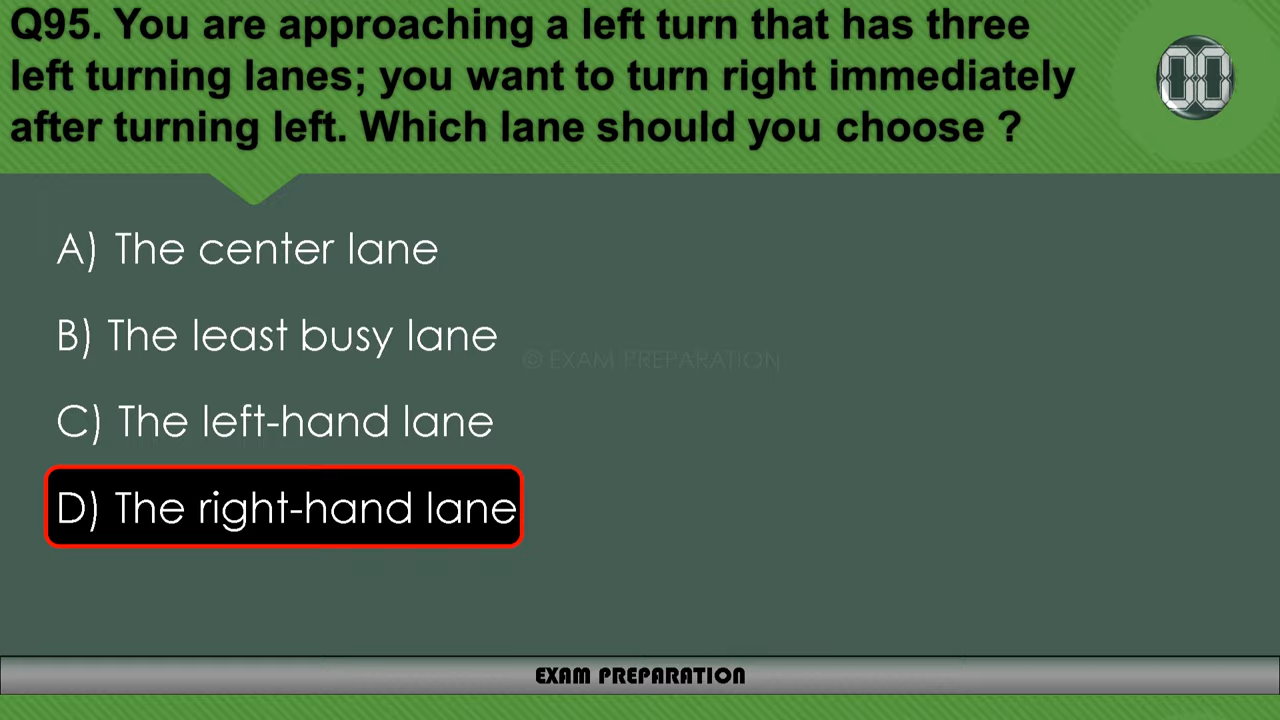 Q95. You are approaching a left turn that has three
left turning lanes; you want to turn right immediately
after turning left. Which lane should you choose ?
00
A) The center lane
B) The least busy lane
© EXAM PREPARATION
C) The left-hand lane
D) The right-hand lane
EXAM PREPARATION